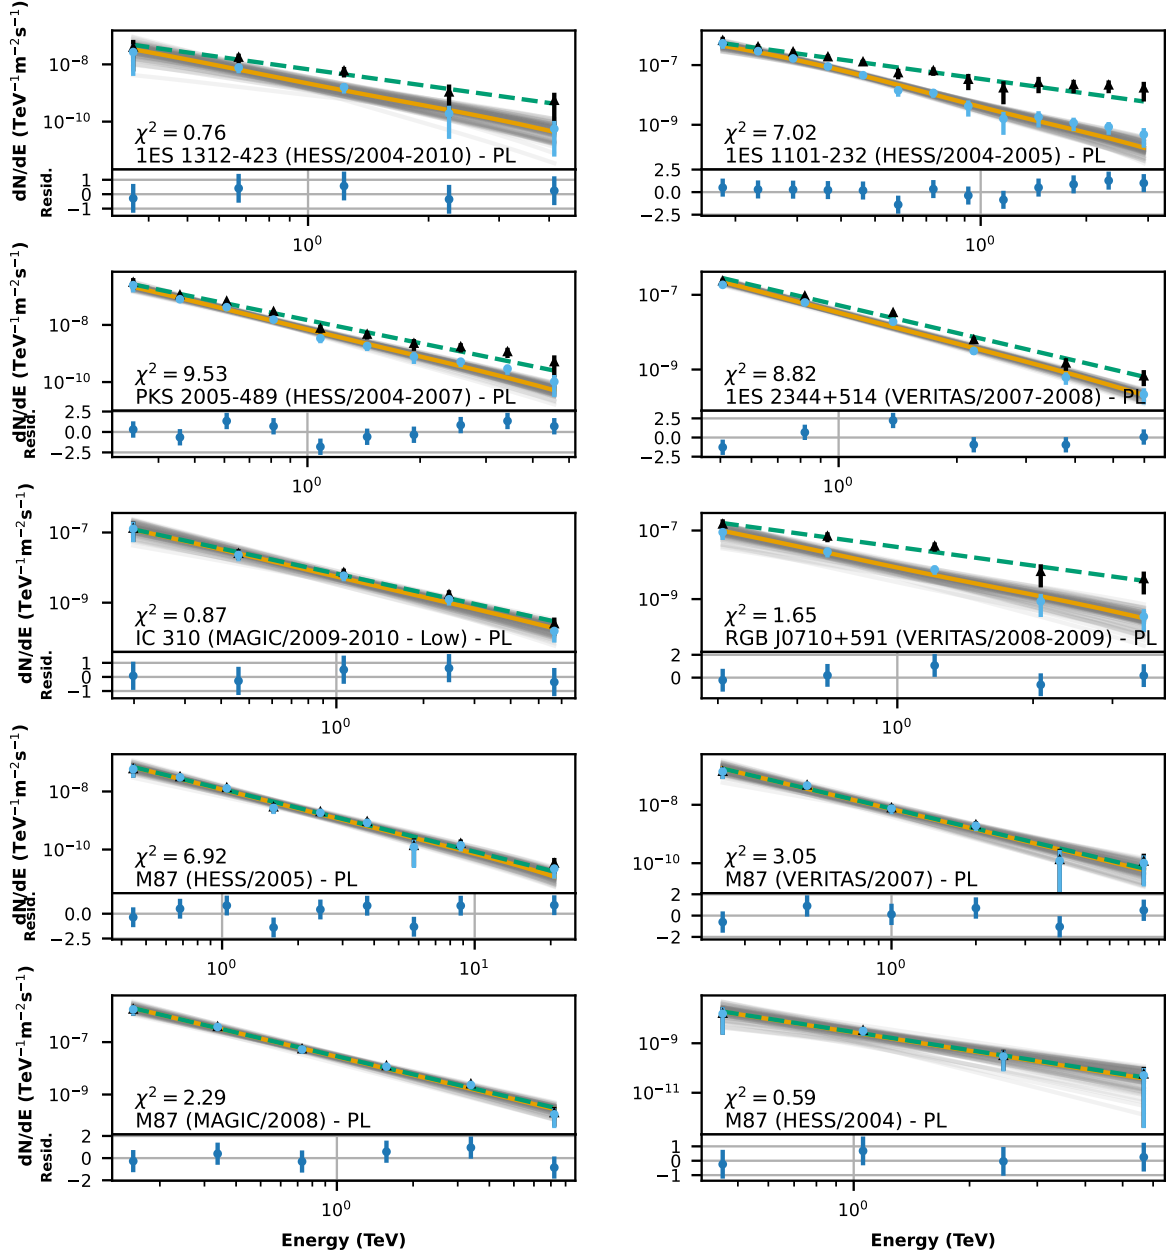 dN/dE (TeV⁻¹m⁻²s⁻¹)
10⁻⁸
10⁻¹⁰
χ² = 0.76
1ES 1312-423 (HESS/2004-2010) - PL
Resid.
1
0
−1
10⁰
10⁻⁷
10⁻⁹
χ² = 7.02
1ES 1101-232 (HESS/2004-2005) - PL
2.5
0.0
−2.5
10⁰
dN/dE (TeV⁻¹m⁻²s⁻¹)
10⁻⁸
10⁻¹⁰
χ² = 9.53
PKS 2005-489 (HESS/2004-2007) - PL
Resid.
2.5
0.0
−2.5
10⁰
10⁻⁷
10⁻⁹
χ² = 8.82
1ES 2344+514 (VERITAS/2007-2008) - PL
2.5
0.0
−2.5
10⁰
dN/dE (TeV⁻¹m⁻²s⁻¹)
10⁻⁷
10⁻⁹
χ² = 0.87
IC 310 (MAGIC/2009-2010 - Low) - PL
Resid.
1
0
−1
10⁰
10⁻⁷
10⁻⁹
χ² = 1.65
RGB J0710+591 (VERITAS/2008-2009) - PL
2
0
10⁰
dN/dE (TeV⁻¹m⁻²s⁻¹)
10⁻⁸
10⁻¹⁰
χ² = 6.92
M87 (HESS/2005) - PL
Resid.
0.0
−2.5
10⁰
10¹
10⁻⁸
10⁻¹⁰
χ² = 3.05
M87 (VERITAS/2007) - PL
2
0
−2
10⁰
dN/dE (TeV⁻¹m⁻²s⁻¹)
10⁻⁷
10⁻⁹
χ² = 2.29
M87 (MAGIC/2008) - PL
Resid.
2
0
−2
10⁰
Energy (TeV)
10⁻⁹
10⁻¹¹
χ² = 0.59
M87 (HESS/2004) - PL
1
0
−1
10⁰
Energy (TeV)